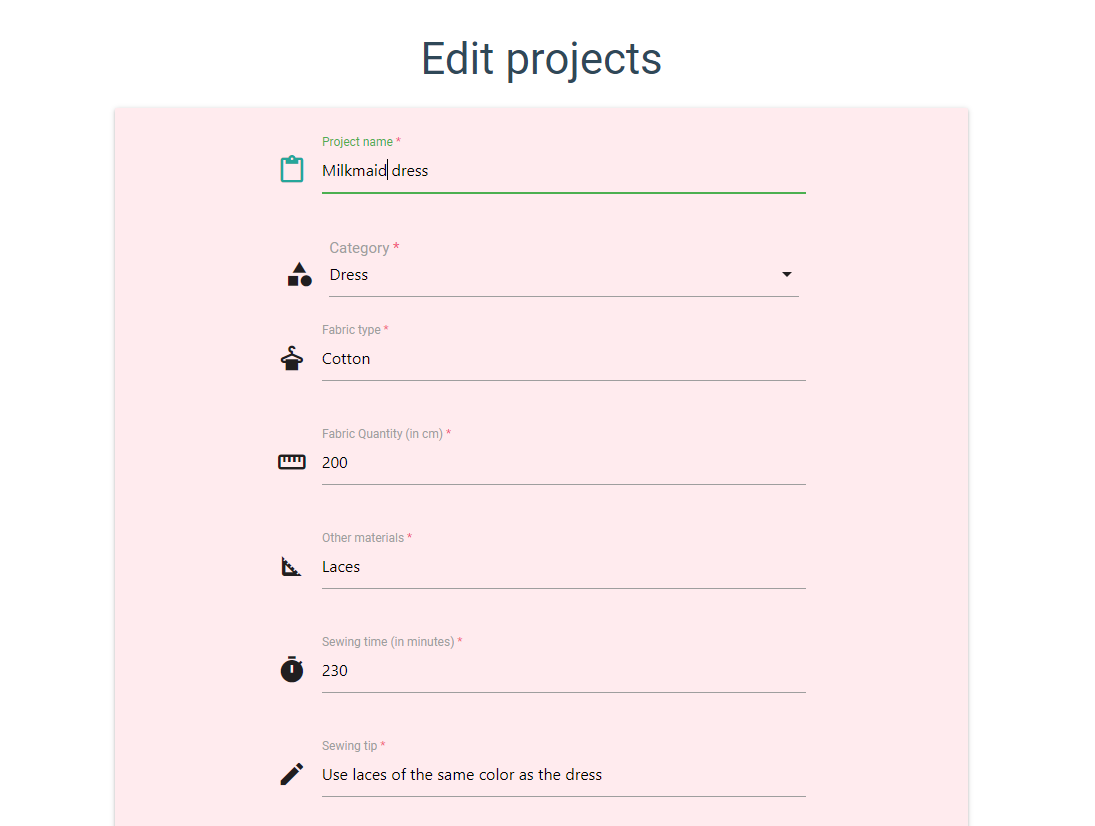 Edit projects
Project name *
Milkmaid dress
Category *
Dress
Fabric type *
Cotton
Fabric Quantity (in cm) *
200
Other materials *
Laces
Sewing time (in minutes) *
230
Sewing tip *
Use laces of the same color as the dress